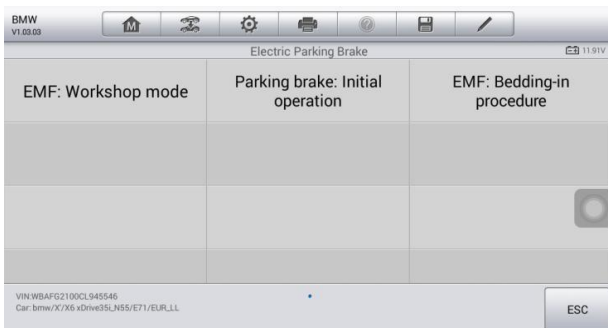 BMW
V1.03.03
M
Electric Parking Brake
11.91V
EMF: Workshop mode
Parking brake: Initial
operation
EMF: Bedding-in
procedure
VIN:WBAFG2100CL945546
Car: bmw/X'/X6 xDrive35i_N55/E71/EUR_LL
ESC